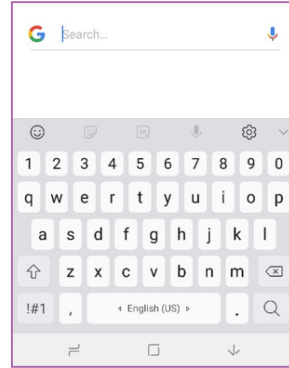 G Search...
1 2 3 4 5 6 7 8 9 0
q w e r t y u i o p
a s d f g h j k l
z x c v b n m
!#1 , English (US) .